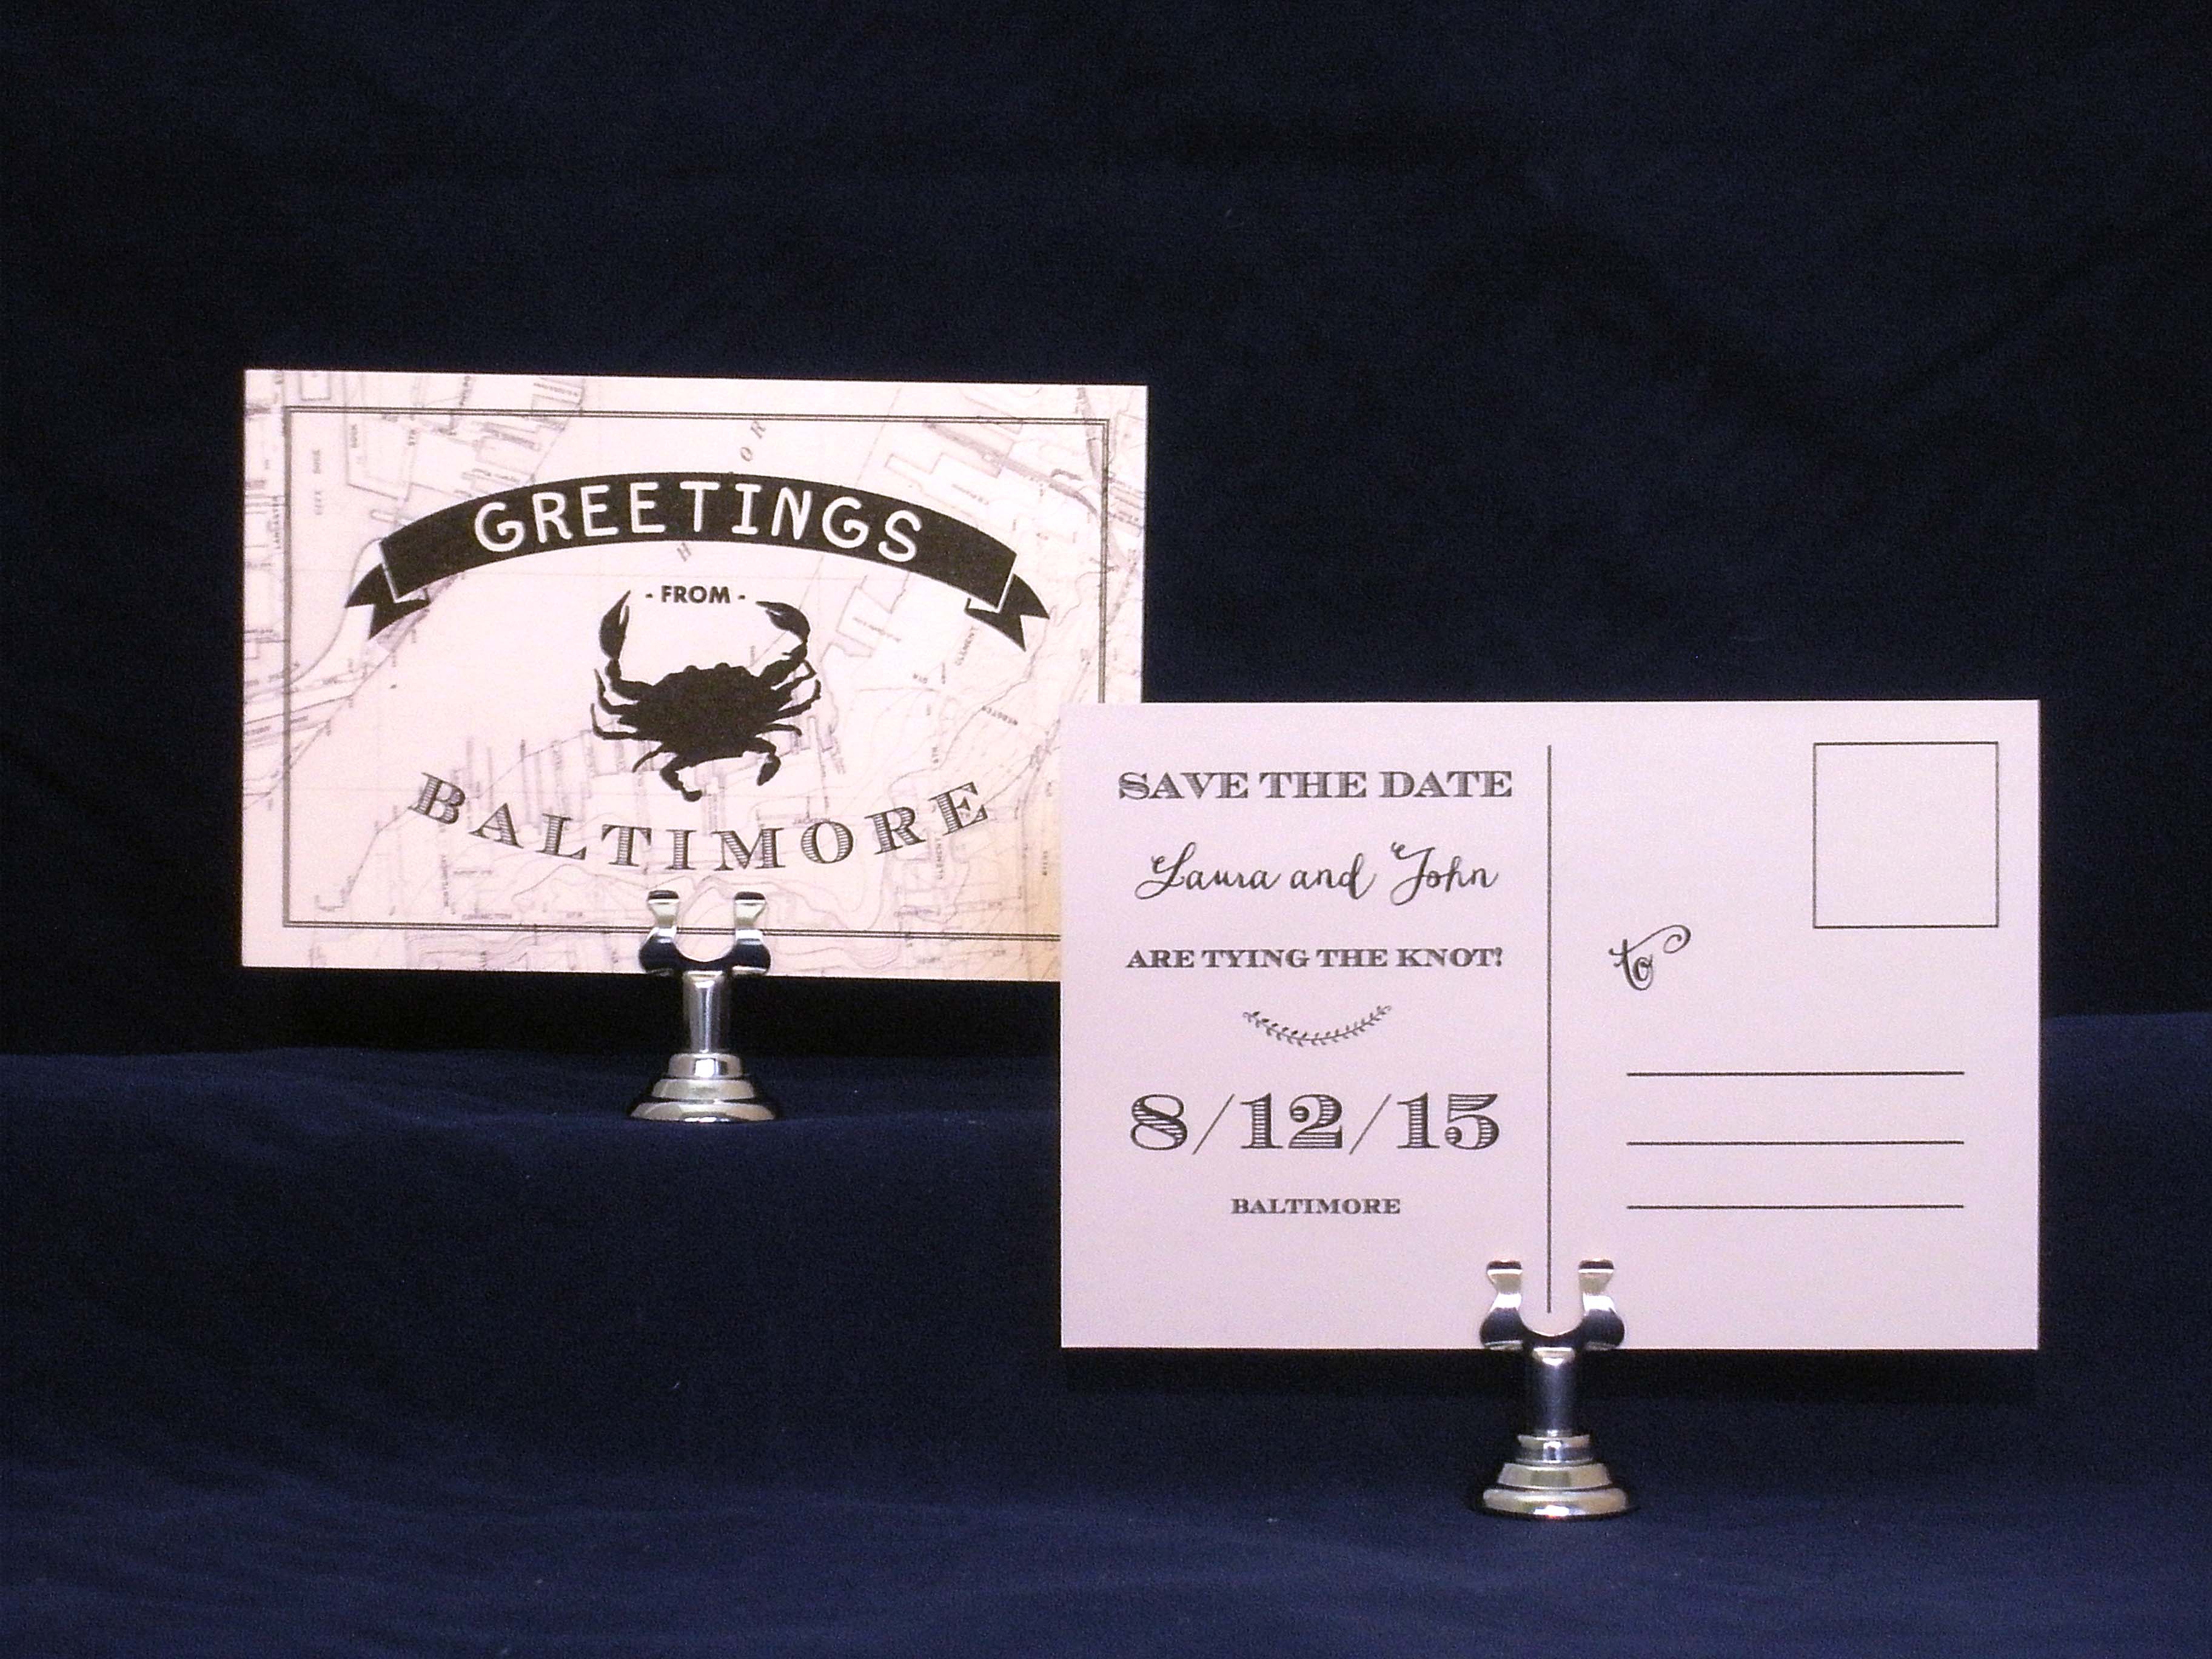 GREETINGS
- FROM -
BALTIMORE
SAVE THE DATE
Laura and John
ARE TYING THE KNOT!
8/12/15
BALTIMORE
to